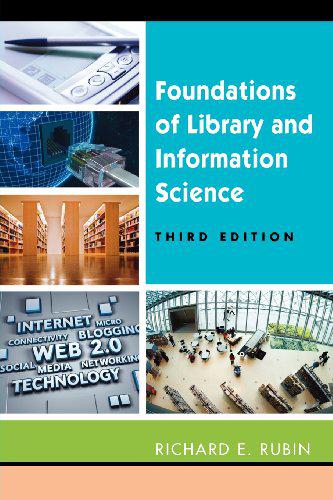 Foundations
of Library and
Information
Science
THIRD EDITION
INTERNET
MICRO
CONNECTIVITY
BLOGGING
WEB 2.0
SOCIAL
MEDIA
NETWORKING
TECHNOLOGY
RICHARD E. RUBIN